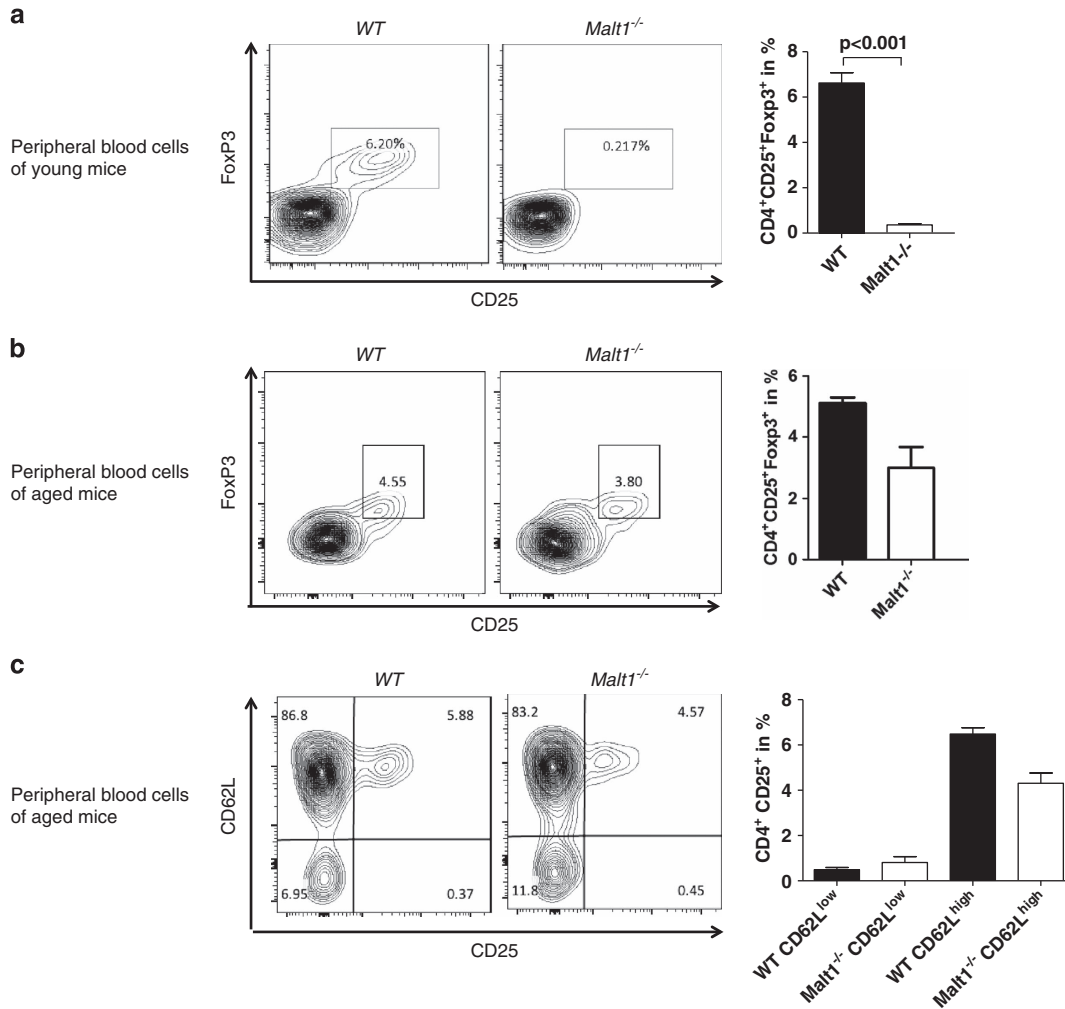 a
WT
Malt1-/-
Peripheral blood cells
of young mice
FoxP3
6.20%
0.217%
CD25
CD4+CD25+Foxp3+ in %
8
6
4
2
0
p<0.001
WT
Malt1-/-
b
WT
Malt1-/-
Peripheral blood cells
of aged mice
FoxP3
4.55
3.80
CD25
CD4+CD25+Foxp3+ in %
6
4
2
0
WT
Malt1-/-
c
WT
Malt1-/-
Peripheral blood cells
of aged mice
CD62L
86.8
5.88
6.95
0.37
83.2
4.57
11.8
0.45
CD25
CD4+ CD25+ in %
8
6
4
2
0
WT CD62Llow
Malt1-/- CD62Llow
WT CD62Lhigh
Malt1-/- CD62Lhigh